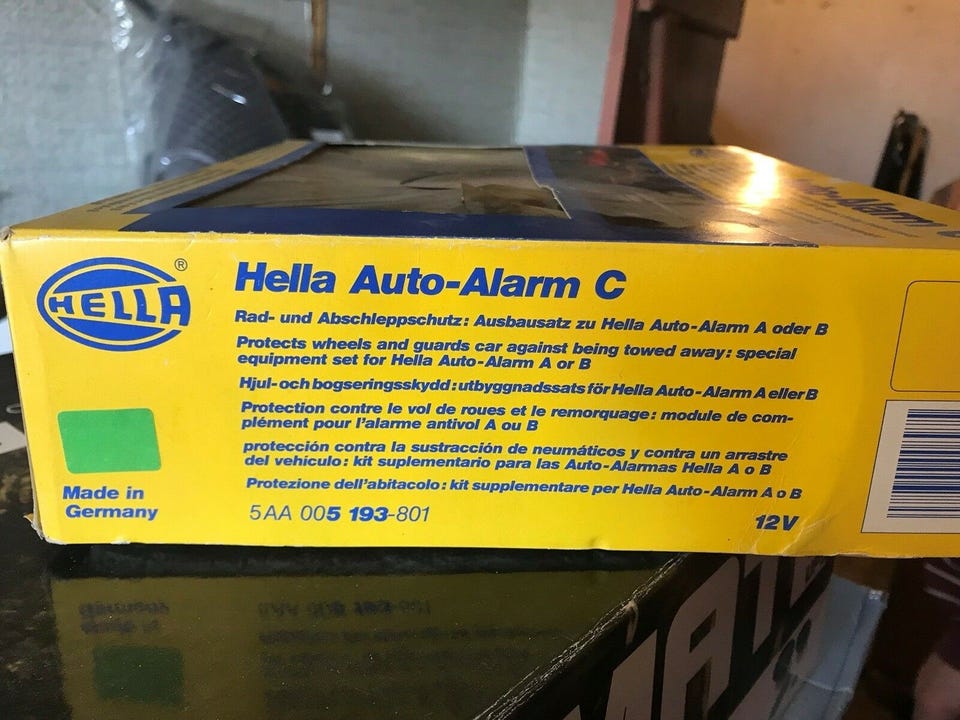 HELLA ®
Hella Auto-Alarm C
Rad- und Abschleppschutz: Ausbausatz zu Hella Auto-Alarm A oder B
Protects wheels and guards car against being towed away: special
equipment set for Hella Auto-Alarm A or B
Hjul-och bogseringsskydd: utbyggnadssats för Hella Auto-Alarm A eller B
Protection contre le vol de roues et le remorquage: module de com-
plément pour l'alarme antivol A ou B
protección contra la sustracción de neumáticos y contra un arrastre
del vehículo: kit suplementario para las Auto-Alarmas Hella A o B
Protezione dell'abitacolo: kit supplementare per Hella Auto-Alarm A o B
Made in
Germany
5AA 005 193-801
12V